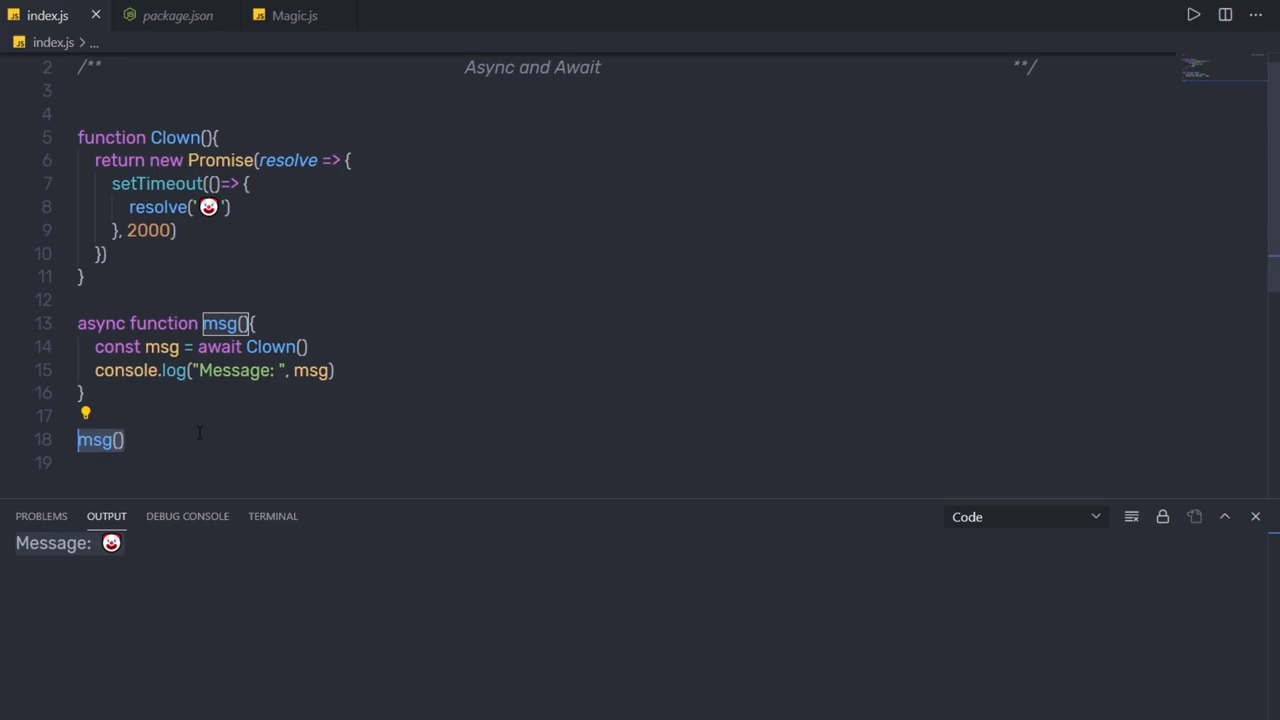 JS index.js × package.json JS Magic.js ...
JS index.js > ...
2 /** Async and Await **/
3
4
5 function Clown(){
6 return new Promise(resolve => {
7 setTimeout(()=> {
8 resolve('🤡')
9 }, 2000)
10 })
11 }
12
13 async function msg(){
14 const msg = await Clown()
15 console.log("Message: ", msg)
16 }
17
18 msg()
19
PROBLEMS OUTPUT DEBUG CONSOLE TERMINAL Code
Message: 🤡